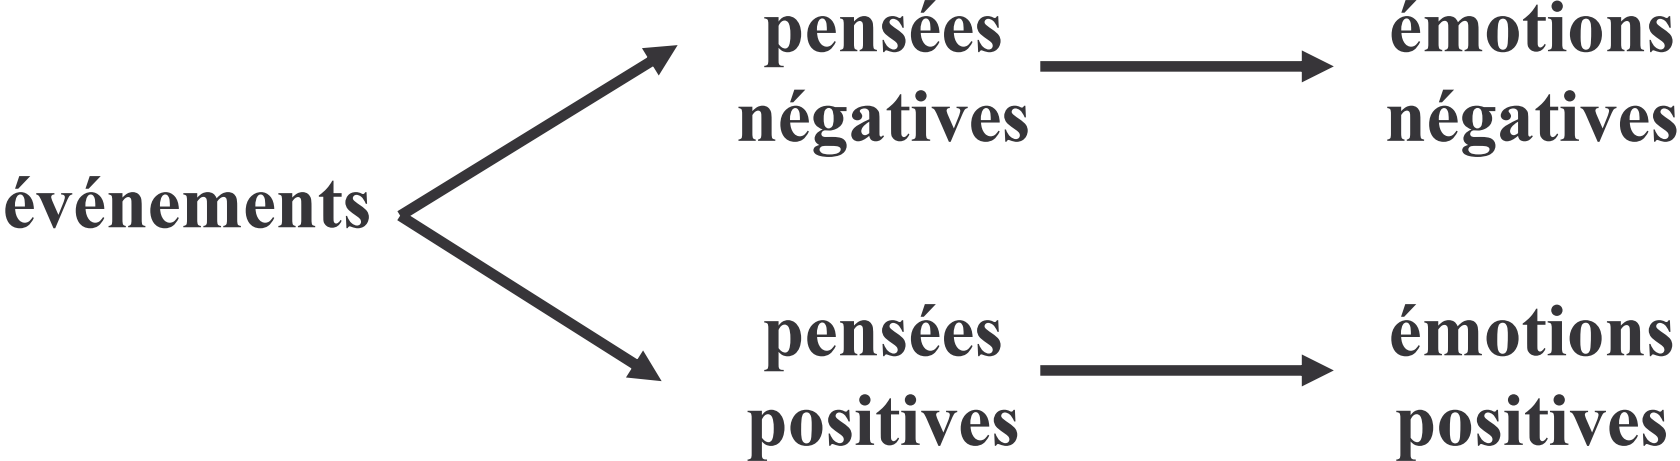 pensées
négatives
émotions
négatives
événements
pensées
positives
émotions
positives